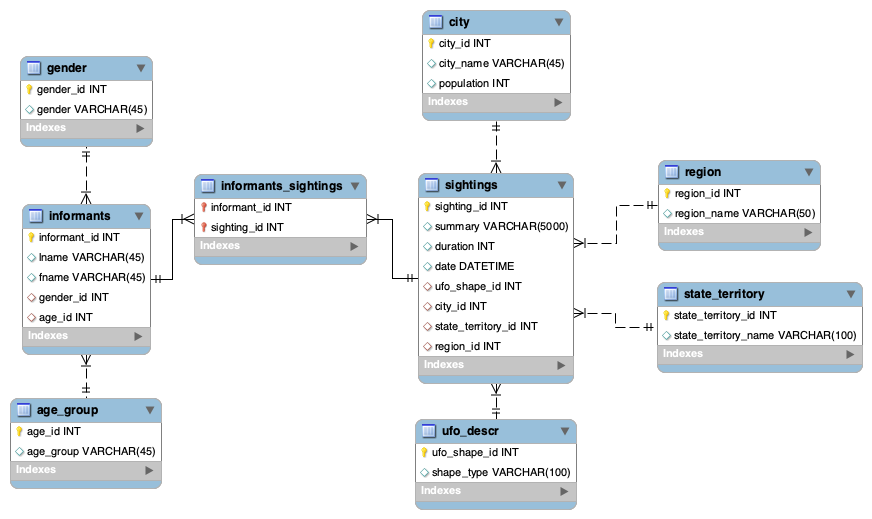 gender
gender_id INT
gender VARCHAR(45)
Indexes
informants
informant_id INT
lname VARCHAR(45)
fname VARCHAR(45)
gender_id INT
age_id INT
Indexes
age_group
age_id INT
age_group VARCHAR(45)
Indexes
informants_sightings
informant_id INT
sighting_id INT
Indexes
city
city_id INT
city_name VARCHAR(45)
population INT
Indexes
sightings
sighting_id INT
summary VARCHAR(5000)
duration INT
date DATETIME
ufo_shape_id INT
city_id INT
state_territory_id INT
region_id INT
Indexes
ufo_descr
ufo_shape_id INT
shape_type VARCHAR(100)
Indexes
region
region_id INT
region_name VARCHAR(50)
Indexes
state_territory
state_territory_id INT
state_territory_name VARCHAR(100)
Indexes